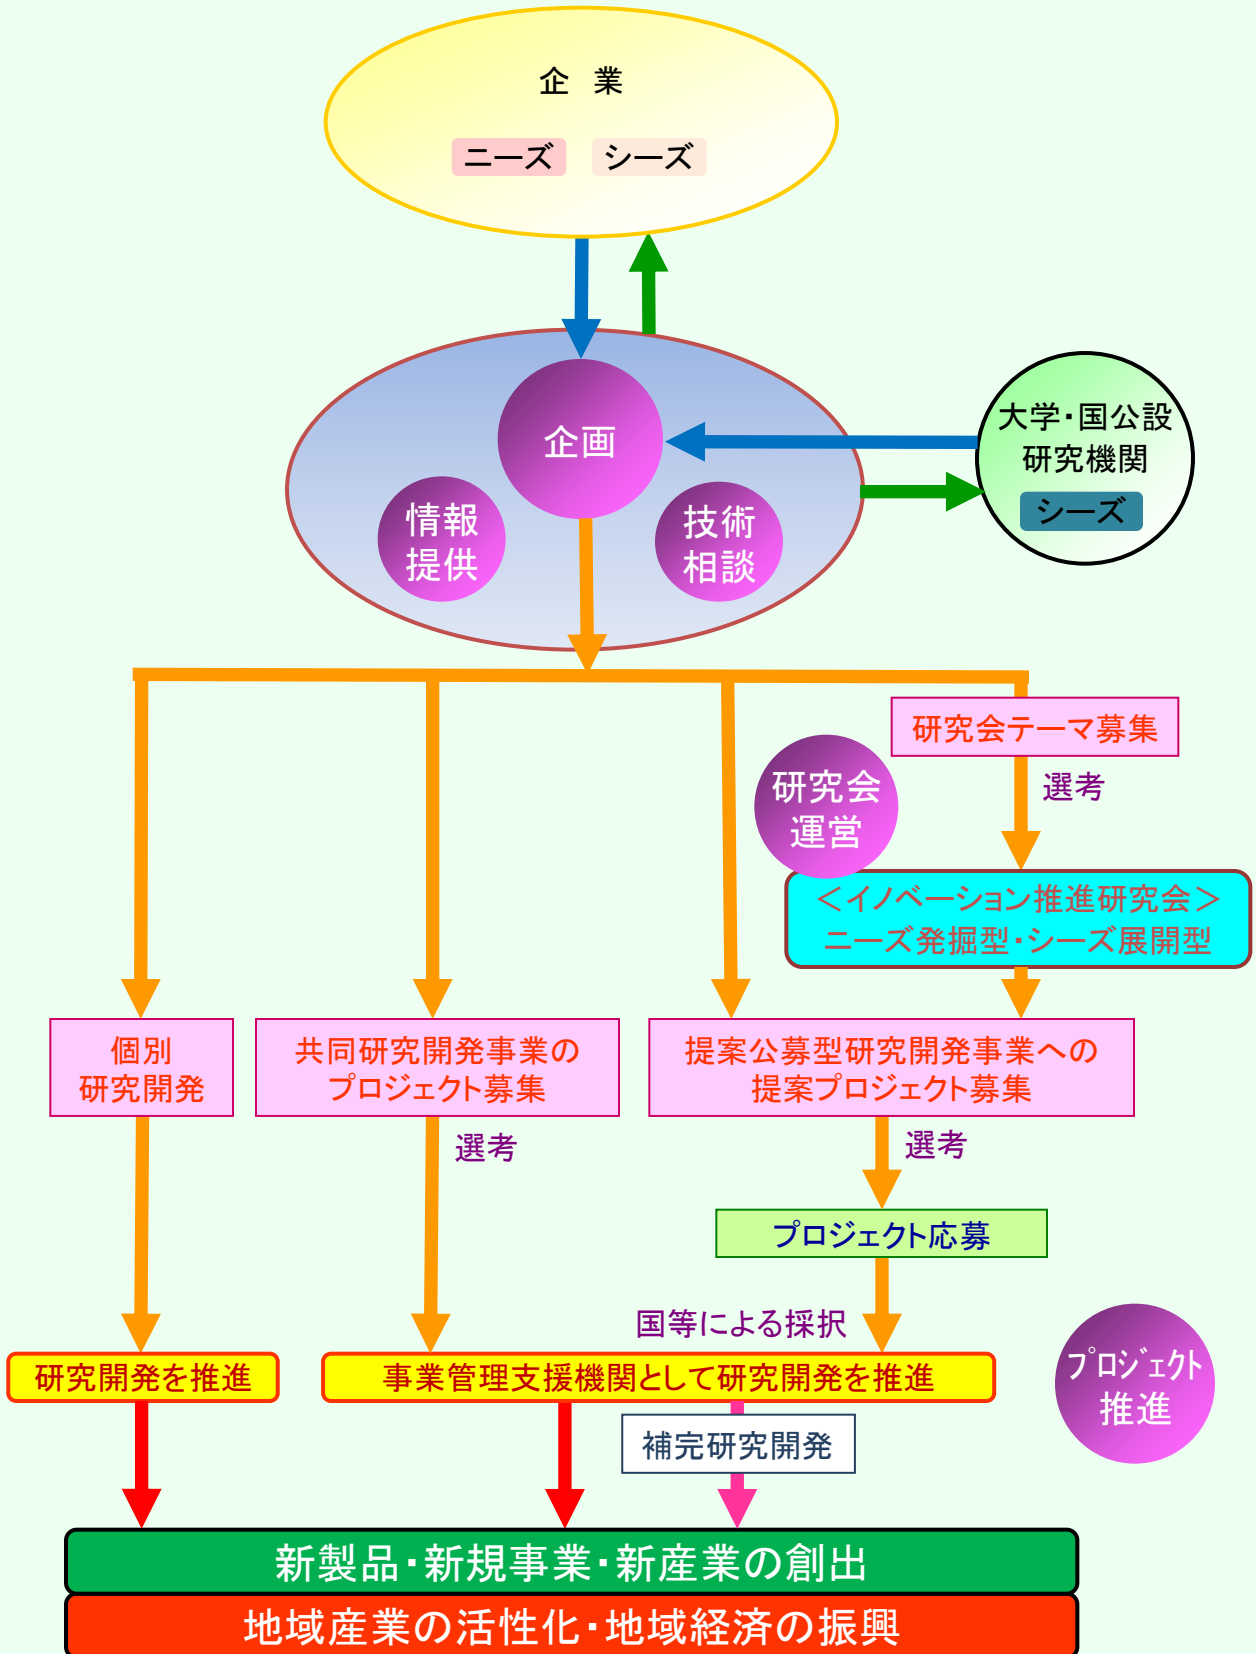 企　業
ニーズ　シーズ
企画
大学・国公設
研究機関
シーズ
情報
提供
技術
相談
研究会テーマ募集
選考
研究会
運営
＜イノベーション推進研究会＞
ニーズ発掘型・シーズ展開型
個別
研究開発
共同研究開発事業の
プロジェクト募集
提案公募型研究開発事業への
提案プロジェクト募集
選考
選考
プロジェクト応募
国等による採択
プロジェクト
推進
研究開発を推進
事業管理支援機関として研究開発を推進
補完研究開発
新製品・新規事業・新産業の創出
地域産業の活性化・地域経済の振興